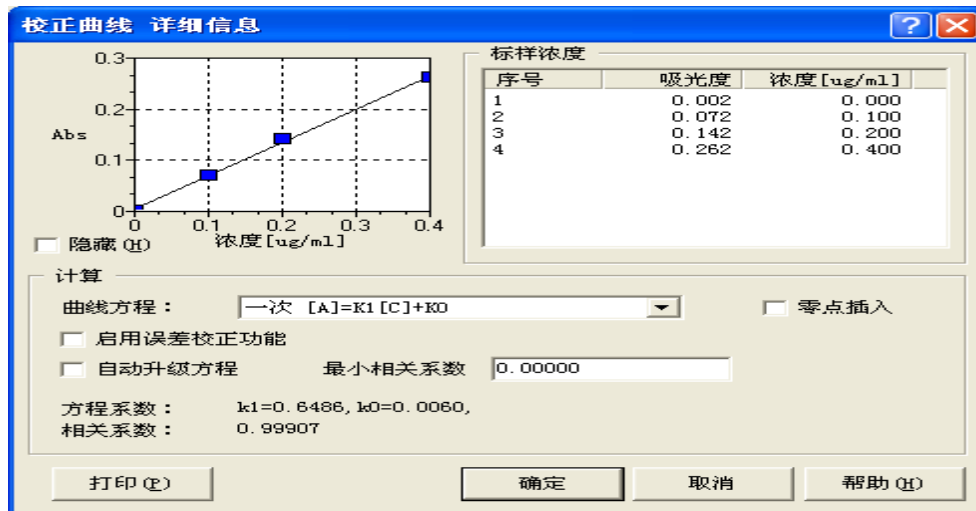 校正曲线 详细信息
0.3
0.2
Abs
0.1
0
0 0.1 0.2 0.3 0.4
浓度[ug/ml]
隐藏(H)
标样浓度
序号 吸光度 浓度[ug/ml]
1 0.002 0.000
2 0.072 0.100
3 0.142 0.200
4 0.262 0.400
计算
曲线方程： 一次 [A]=K1[C]+K0 零点插入
启用误差校正功能
自动升级方程 最小相关系数 0.00000
方程系数： k1=0.6486, k0=0.0060,
相关系数： 0.99907
打印(P) 确定 取消 帮助(H)